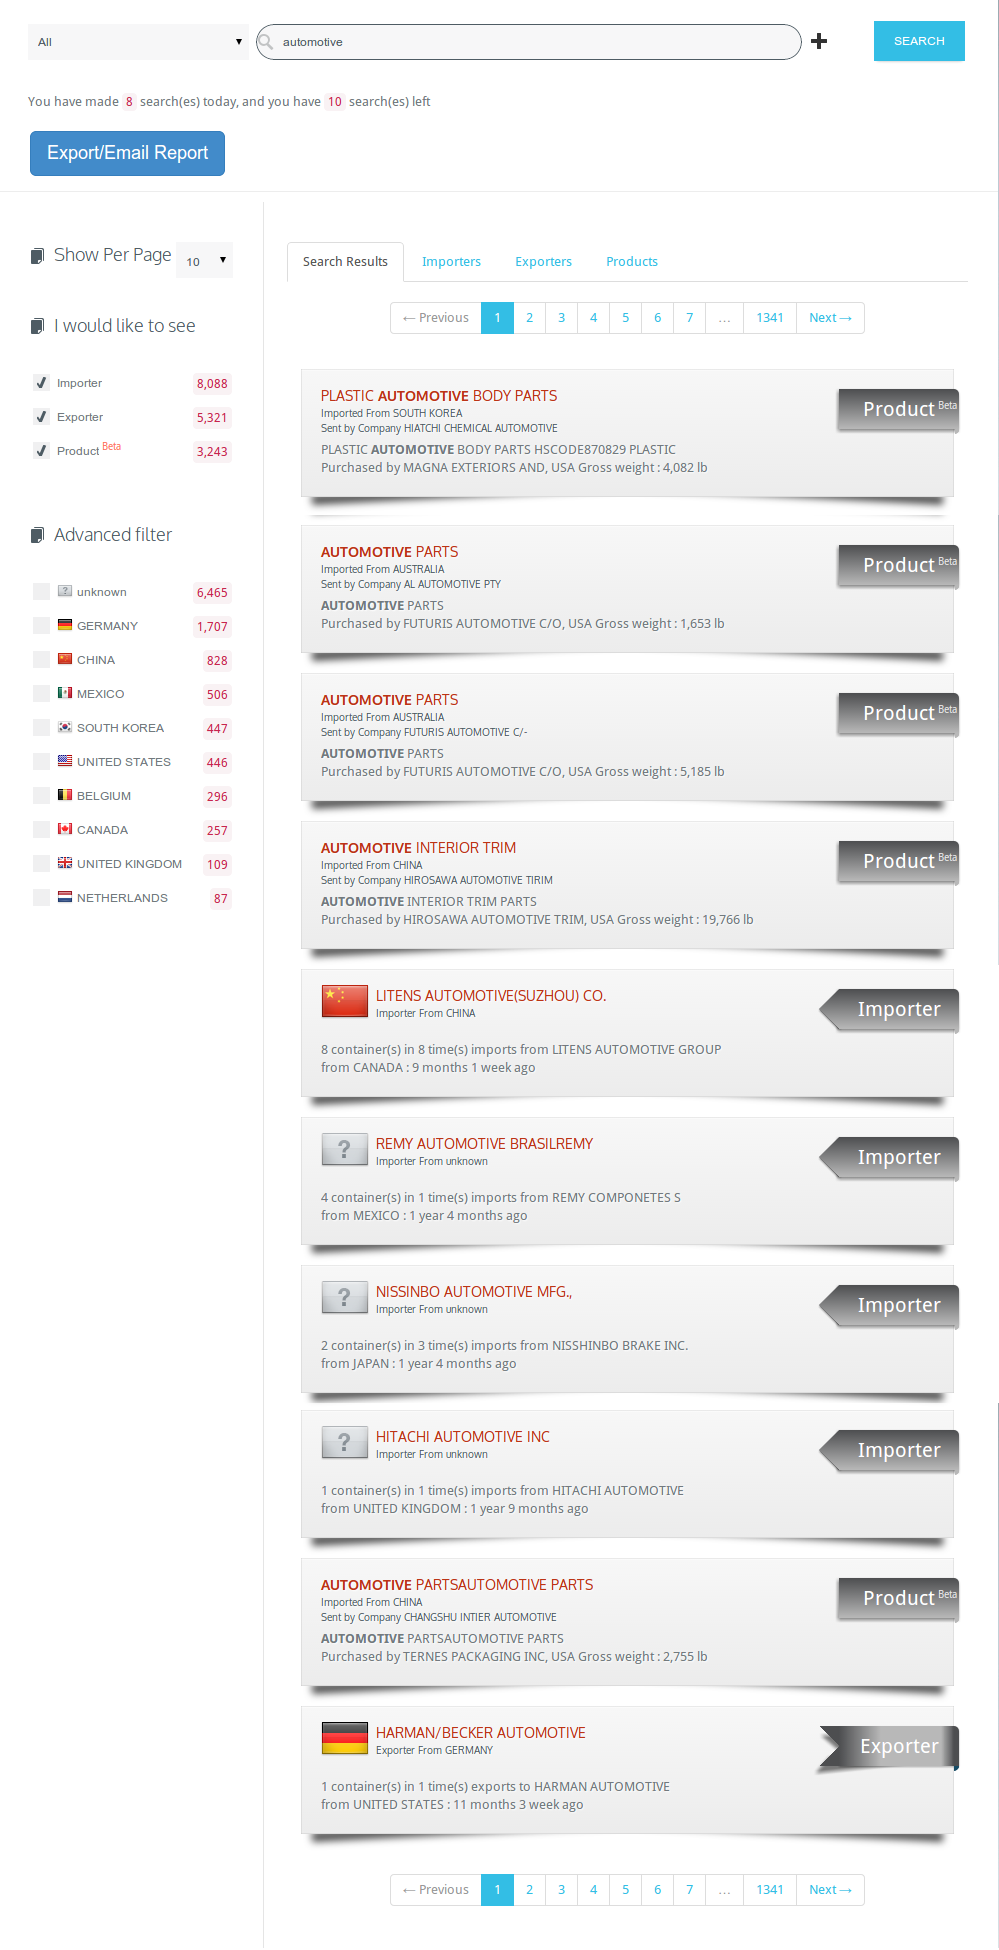 All
automotive
SEARCH
You have made 8 search(es) today, and you have 10 search(es) left
Export/Email Report
Show Per Page 10
I would like to see
Importer 8,088
Exporter 5,321
Product Beta 3,243
Advanced filter
unknown 6,465
GERMANY 1,707
CHINA 828
MEXICO 506
SOUTH KOREA 447
UNITED STATES 446
BELGIUM 296
CANADA 257
UNITED KINGDOM 109
NETHERLANDS 87
Search Results Importers Exporters Products
← Previous 1 2 3 4 5 6 7 ... 1341 Next →
PLASTIC AUTOMOTIVE BODY PARTS
Imported From SOUTH KOREA
Sent by Company HIATCHI CHEMICAL AUTOMOTIVE
PLASTIC AUTOMOTIVE BODY PARTS HSCODE870829 PLASTIC
Purchased by MAGNA EXTERIORS AND, USA Gross weight : 4,082 lb
Product Beta
AUTOMOTIVE PARTS
Imported From AUSTRALIA
Sent by Company AL AUTOMOTIVE PTY
AUTOMOTIVE PARTS
Purchased by FUTURIS AUTOMOTIVE C/O, USA Gross weight : 1,653 lb
Product Beta
AUTOMOTIVE PARTS
Imported From AUSTRALIA
Sent by Company FUTURIS AUTOMOTIVE C/-
AUTOMOTIVE PARTS
Purchased by FUTURIS AUTOMOTIVE C/O, USA Gross weight : 5,185 lb
Product Beta
AUTOMOTIVE INTERIOR TRIM
Imported From CHINA
Sent by Company HIROSAWA AUTOMOTIVE TIRIM
AUTOMOTIVE INTERIOR TRIM PARTS
Purchased by HIROSAWA AUTOMOTIVE TRIM, USA Gross weight : 19,766 lb
Product Beta
LITENS AUTOMOTIVE(SUZHOU) CO.
Importer From CHINA
8 container(s) in 8 time(s) imports from LITENS AUTOMOTIVE GROUP
from CANADA : 9 months 1 week ago
Importer
REMY AUTOMOTIVE BRASILREMY
Importer From unknown
4 container(s) in 1 time(s) imports from REMY COMPONETES S
from MEXICO : 1 year 4 months ago
Importer
NISSINBO AUTOMOTIVE MFG.,
Importer From unknown
2 container(s) in 3 time(s) imports from NISSHINBO BRAKE INC.
from JAPAN : 1 year 4 months ago
Importer
HITACHI AUTOMOTIVE INC
Importer From unknown
1 container(s) in 1 time(s) imports from HITACHI AUTOMOTIVE
from UNITED KINGDOM : 1 year 9 months ago
Importer
AUTOMOTIVE PARTSAUTOMOTIVE PARTS
Imported From CHINA
Sent by Company CHANGSHU INTIER AUTOMOTIVE
AUTOMOTIVE PARTSAUTOMOTIVE PARTS
Purchased by TERNES PACKAGING INC, USA Gross weight : 2,755 lb
Product Beta
HARMAN/BECKER AUTOMOTIVE
Exporter From GERMANY
1 container(s) in 1 time(s) exports to HARMAN AUTOMOTIVE
from UNITED STATES : 11 months 3 week ago
Exporter
← Previous 1 2 3 4 5 6 7 ... 1341 Next →